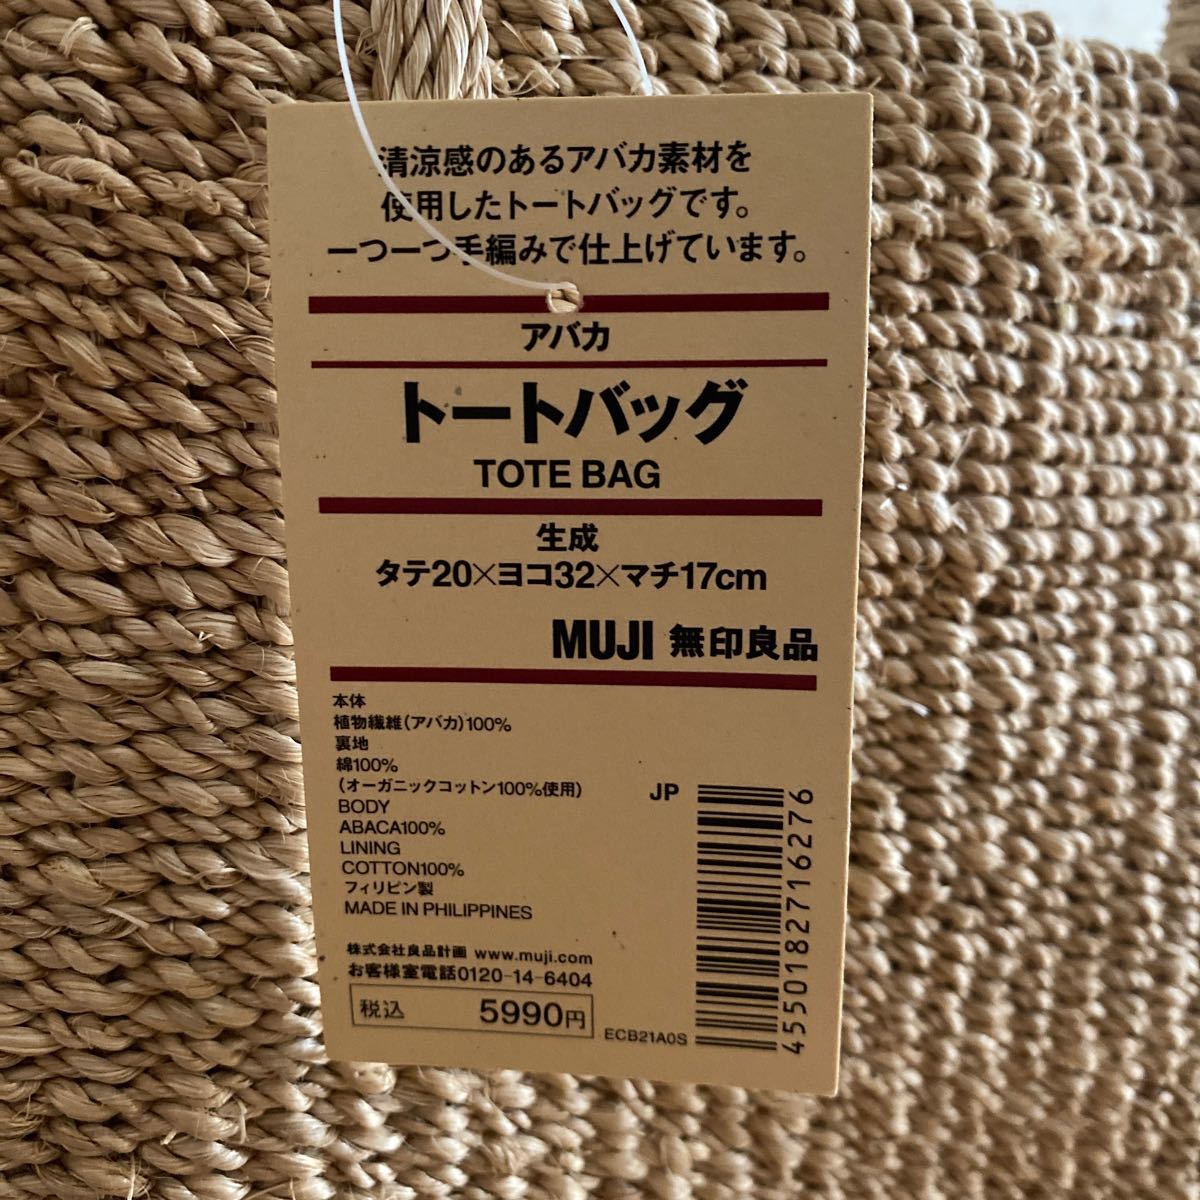 清涼感のあるアバカ素材を
使用したトートバッグです。
一つ一つ手編みで仕上げています。
アバカ
トートバッグ
TOTE BAG
生成
タテ20×ヨコ32×マチ17cm
MUJI 無印良品
本体
植物繊維(アバカ)100%
裏地
綿100%
(オーガニックコットン100%使用)
BODY
ABACA100%
LINING
COTTON100%
フィリピン製
MADE IN PHILIPPINES
株式会社良品計画 www.muji.com
お客様室電話0120-14-6404
税込 5990円
ECB21A0S
JP
4550182716276